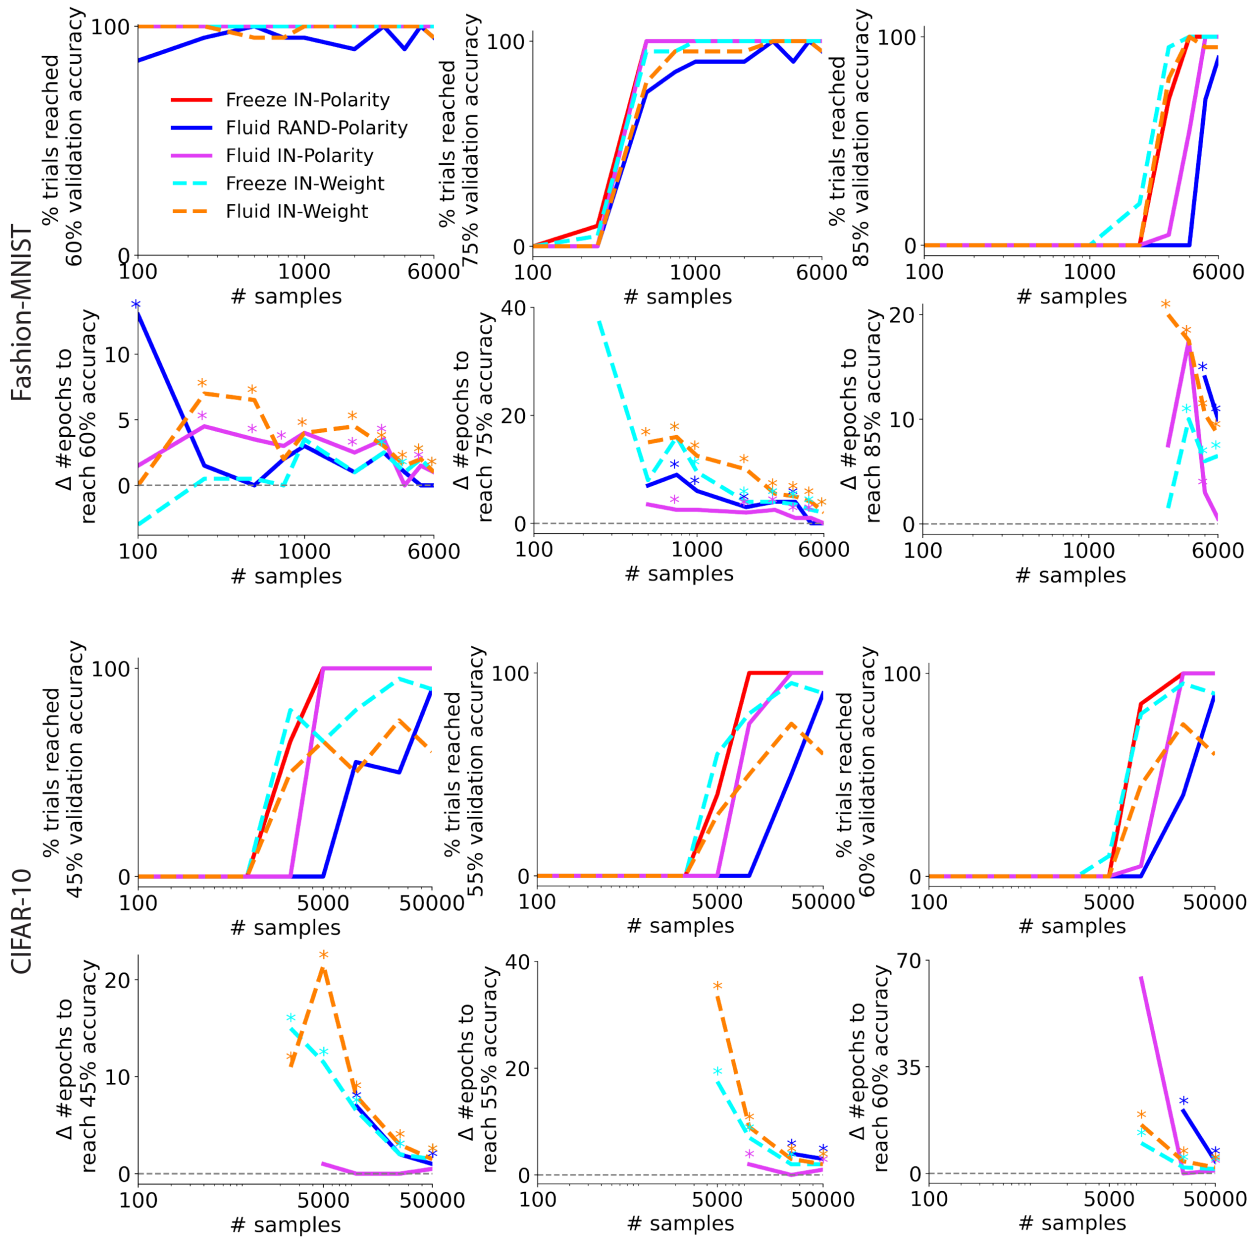 Fashion-MNIST
% trials reached
60% validation accuracy
100
0
100
1000
6000
# samples
Freeze IN-Polarity
Fluid RAND-Polarity
Fluid IN-Polarity
Freeze IN-Weight
Fluid IN-Weight
% trials reached
75% validation accuracy
100
0
100
1000
6000
# samples
% trials reached
85% validation accuracy
100
0
100
1000
6000
# samples
Δ #epochs to
reach 60% accuracy
10
5
0
100
1000
6000
# samples
Δ #epochs to
reach 75% accuracy
40
20
0
100
1000
6000
# samples
Δ #epochs to
reach 85% accuracy
20
10
0
100
1000
6000
# samples
CIFAR-10
% trials reached
45% validation accuracy
100
0
100
5000
50000
# samples
% trials reached
55% validation accuracy
100
0
100
5000
50000
# samples
% trials reached
60% validation accuracy
100
0
100
5000
50000
# samples
Δ #epochs to
reach 45% accuracy
20
10
0
100
5000
50000
# samples
Δ #epochs to
reach 55% accuracy
40
20
0
100
5000
50000
# samples
Δ #epochs to
reach 60% accuracy
70
35
0
100
5000
50000
# samples